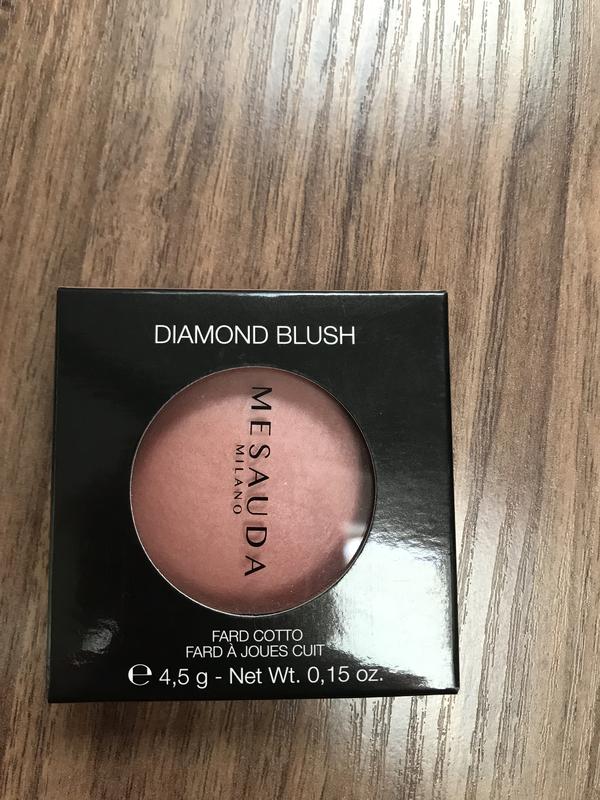 DIAMOND BLUSH
MESAUDA
MILANO
FARD COTTO
FARD À JOUES CUIT
℮ 4,5 g - Net Wt. 0,15 oz.